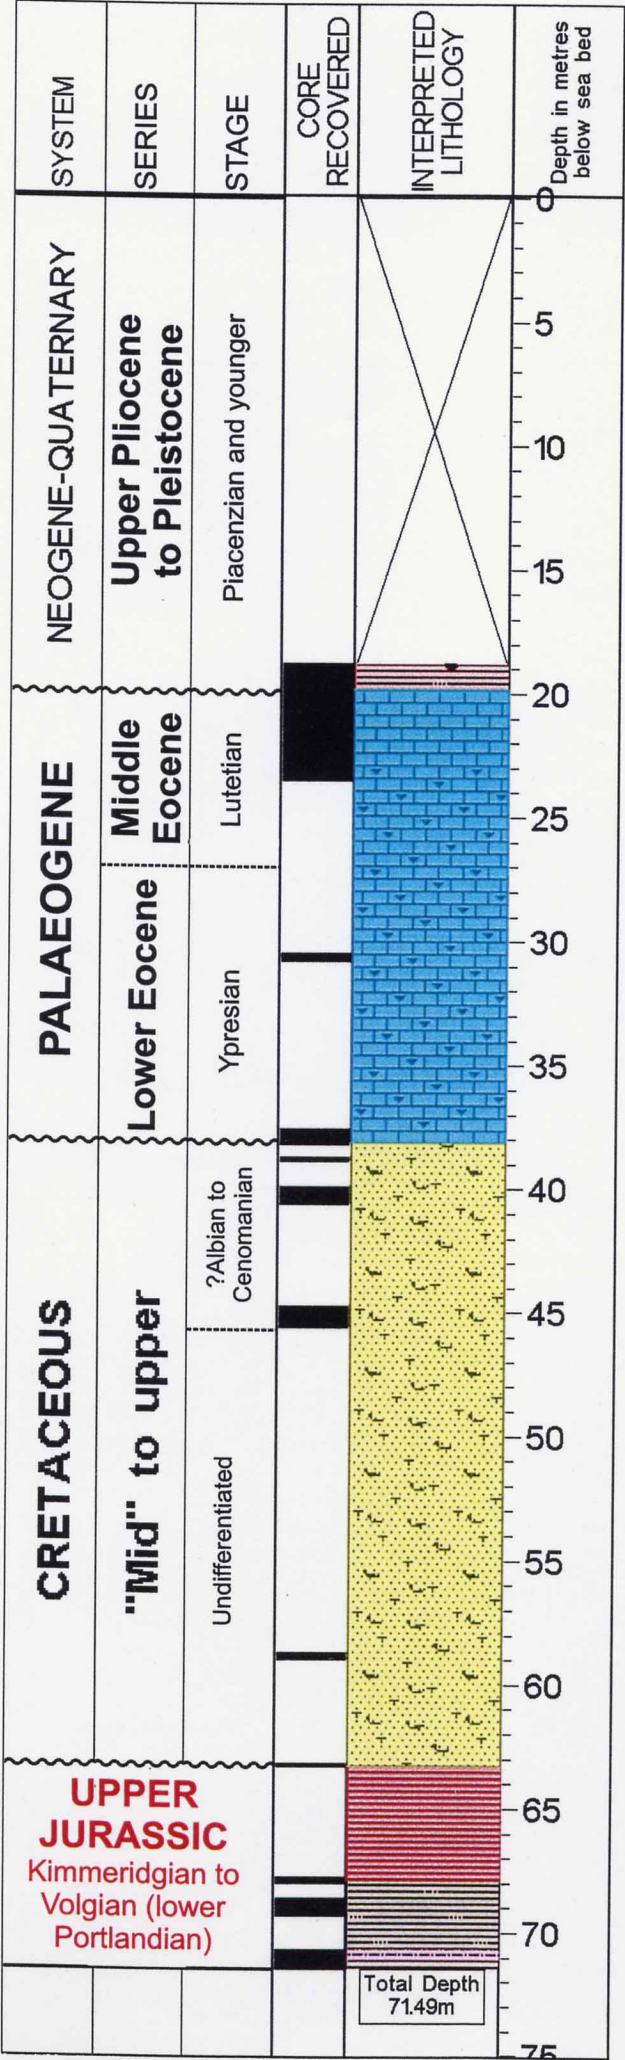 SYSTEM
SERIES
STAGE
CORE
RECOVERED
INTERPRETED
LITHOLOGY
Depth in metres
below sea bed
NEOGENE-QUATERNARY
Upper Pliocene
to Pleistocene
Piacenzian and younger
PALAEOGENE
Middle
Eocene
Lutetian
Lower Eocene
Ypresian
CRETACEOUS
"Mid" to upper
?Albian to
Cenomanian
Undifferentiated
UPPER
JURASSIC
Kimmeridgian to
Volgian (lower
Portlandian)
0
5
10
15
20
25
30
35
40
45
50
55
60
65
70
75
Total Depth
71.49m